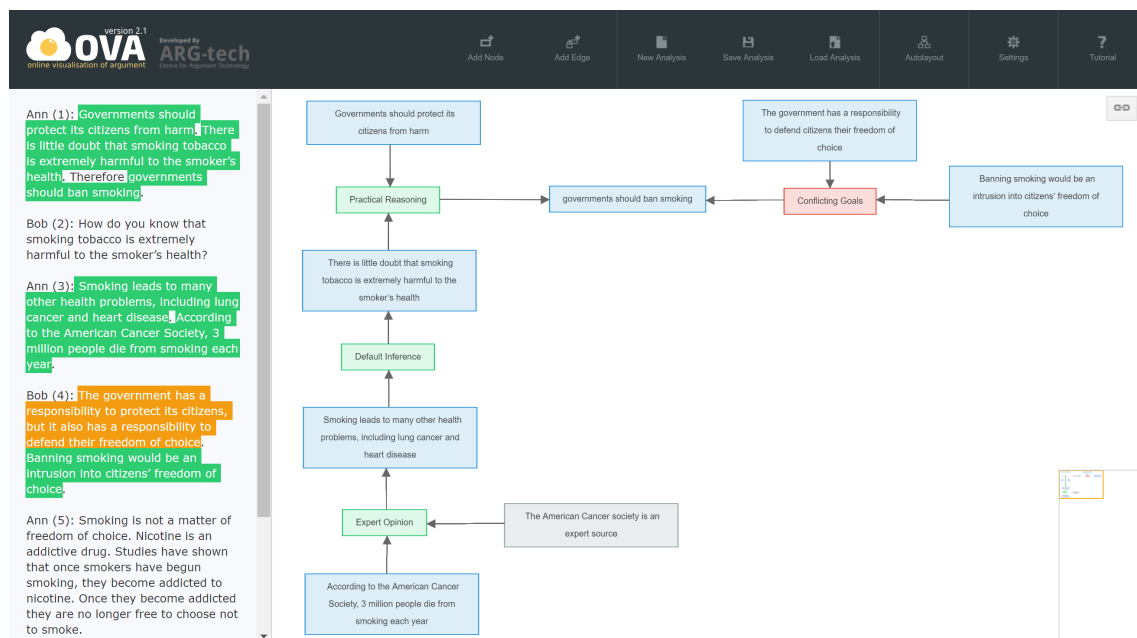 version 2.1
OVA
online visualisation of argument
Developed By
ARG-tech
Centre for Argument Technology
Add Node
Add Edge
New Analysis
Save Analysis
Load Analysis
Autolayout
Settings
?
Tutorial
Ann (1): Governments should
protect its citizens from harm. There
is little doubt that smoking tobacco
is extremely harmful to the smoker's
health. Therefore governments
should ban smoking.
Bob (2): How do you know that
smoking tobacco is extremely
harmful to the smoker's health?
Ann (3): Smoking leads to many
other health problems, including lung
cancer and heart disease. According
to the American Cancer Society, 3
million people die from smoking each
year.
Bob (4): The government has a
responsibility to protect its citizens,
but it also has a responsibility to
defend their freedom of choice.
Banning smoking would be an
intrusion into citizens' freedom of
choice.
Ann (5): Smoking is not a matter of
freedom of choice. Nicotine is an
addictive drug. Studies have shown
that once smokers have begun
smoking, they become addicted to
nicotine. Once they become addicted
they are no longer free to choose not
to smoke.
Governments should protect its
citizens from harm
The government has a responsibility
to defend citizens their freedom of
choice
Banning smoking would be an
intrusion into citizens' freedom of
choice
Practical Reasoning
governments should ban smoking
Conflicting Goals
There is little doubt that smoking
tobacco is extremely harmful to the
smoker's health
Default Inference
Smoking leads to many other health
problems, including lung cancer and
heart disease
Expert Opinion
The American Cancer society is an
expert source
According to the American Cancer
Society, 3 million people die from
smoking each year